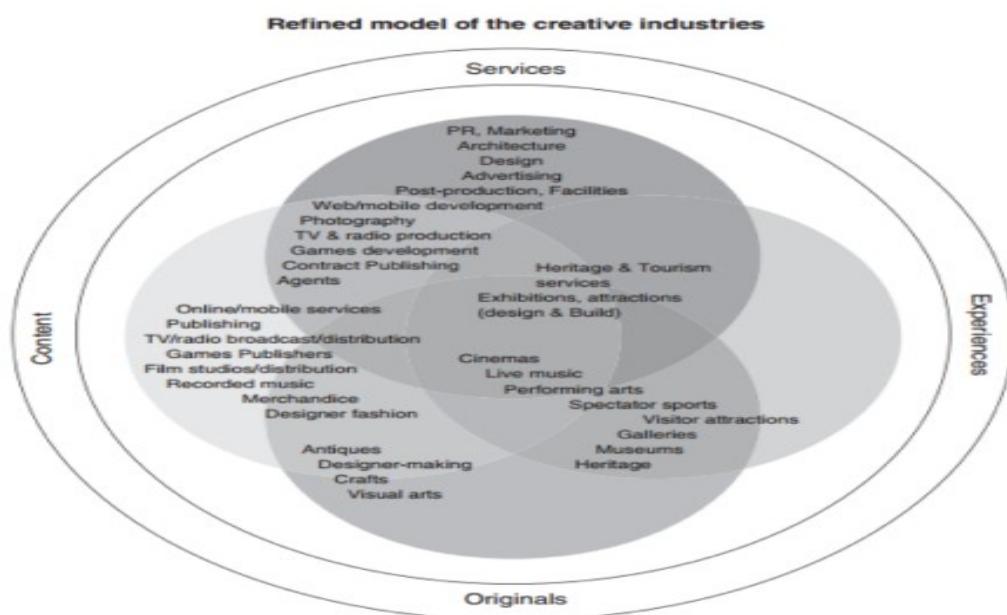 Refined model of the creative industries
Services
PR, Marketing
Architecture
Design
Advertising
Post-production, Facilities
Web/mobile development
Photography
TV & radio production
Games development
Contract Publishing
Agents
Heritage & Tourism
services
Exhibitions, attractions
(design & Build)
Content
Experiences
Online/mobile services
Publishing
TV/radio broadcast/distribution
Games Publishers
Film studios/distribution
Recorded music
Merchandice
Designer fashion
Cinemas
Live music
Performing arts
Spectator sports
Visitor attractions
Galleries
Museums
Heritage
Antiques
Designer-making
Crafts
Visual arts
Originals